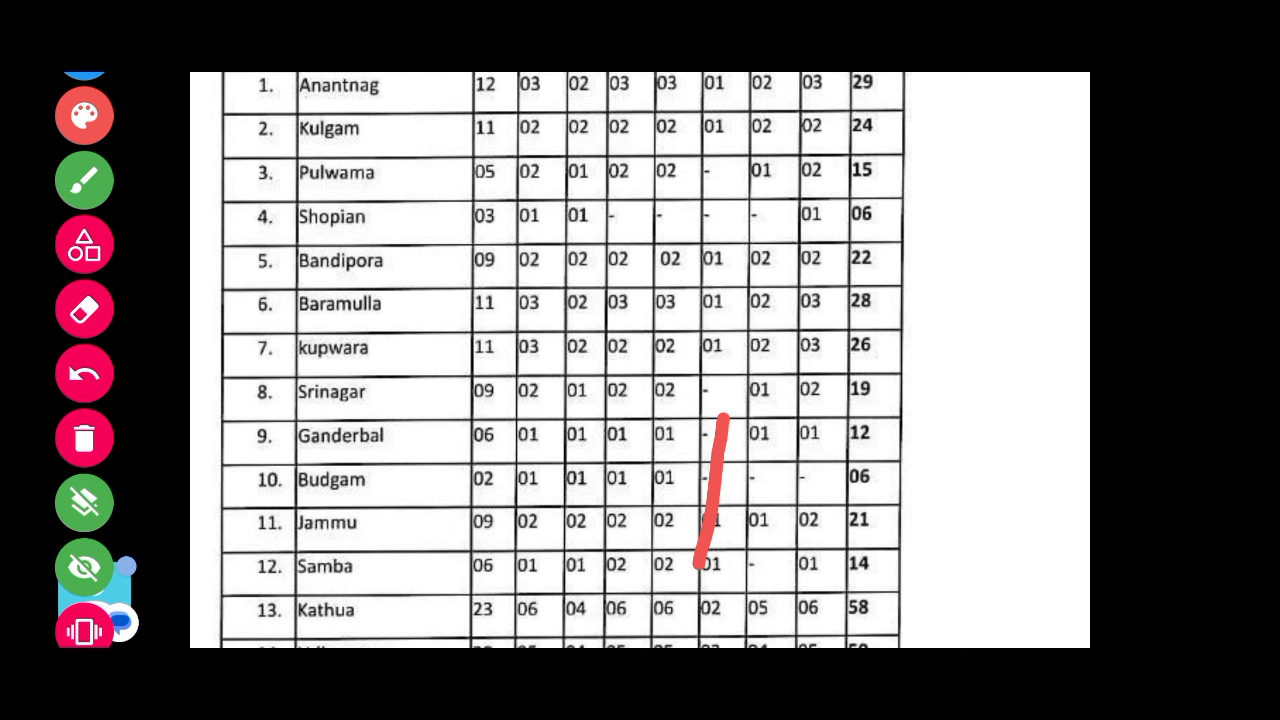 1. Anantnag 12 03 02 03 03 01 02 03 29
2. Kulgam 11 02 02 02 02 01 02 02 24
3. Pulwama 05 02 01 02 02 - 01 02 15
4. Shopian 03 01 01 - - - - 01 06
5. Bandipora 09 02 02 02 02 01 02 02 22
6. Baramulla 11 03 02 03 03 01 02 03 28
7. kupwara 11 03 02 02 02 01 02 03 26
8. Srinagar 09 02 01 02 02 - 01 02 19
9. Ganderbal 06 01 01 01 01 - 01 01 12
10. Budgam 02 01 01 01 01 - - - 06
11. Jammu 09 02 02 02 02 01 01 02 21
12. Samba 06 01 01 02 02 01 - 01 14
13. Kathua 23 06 04 06 06 02 05 06 58